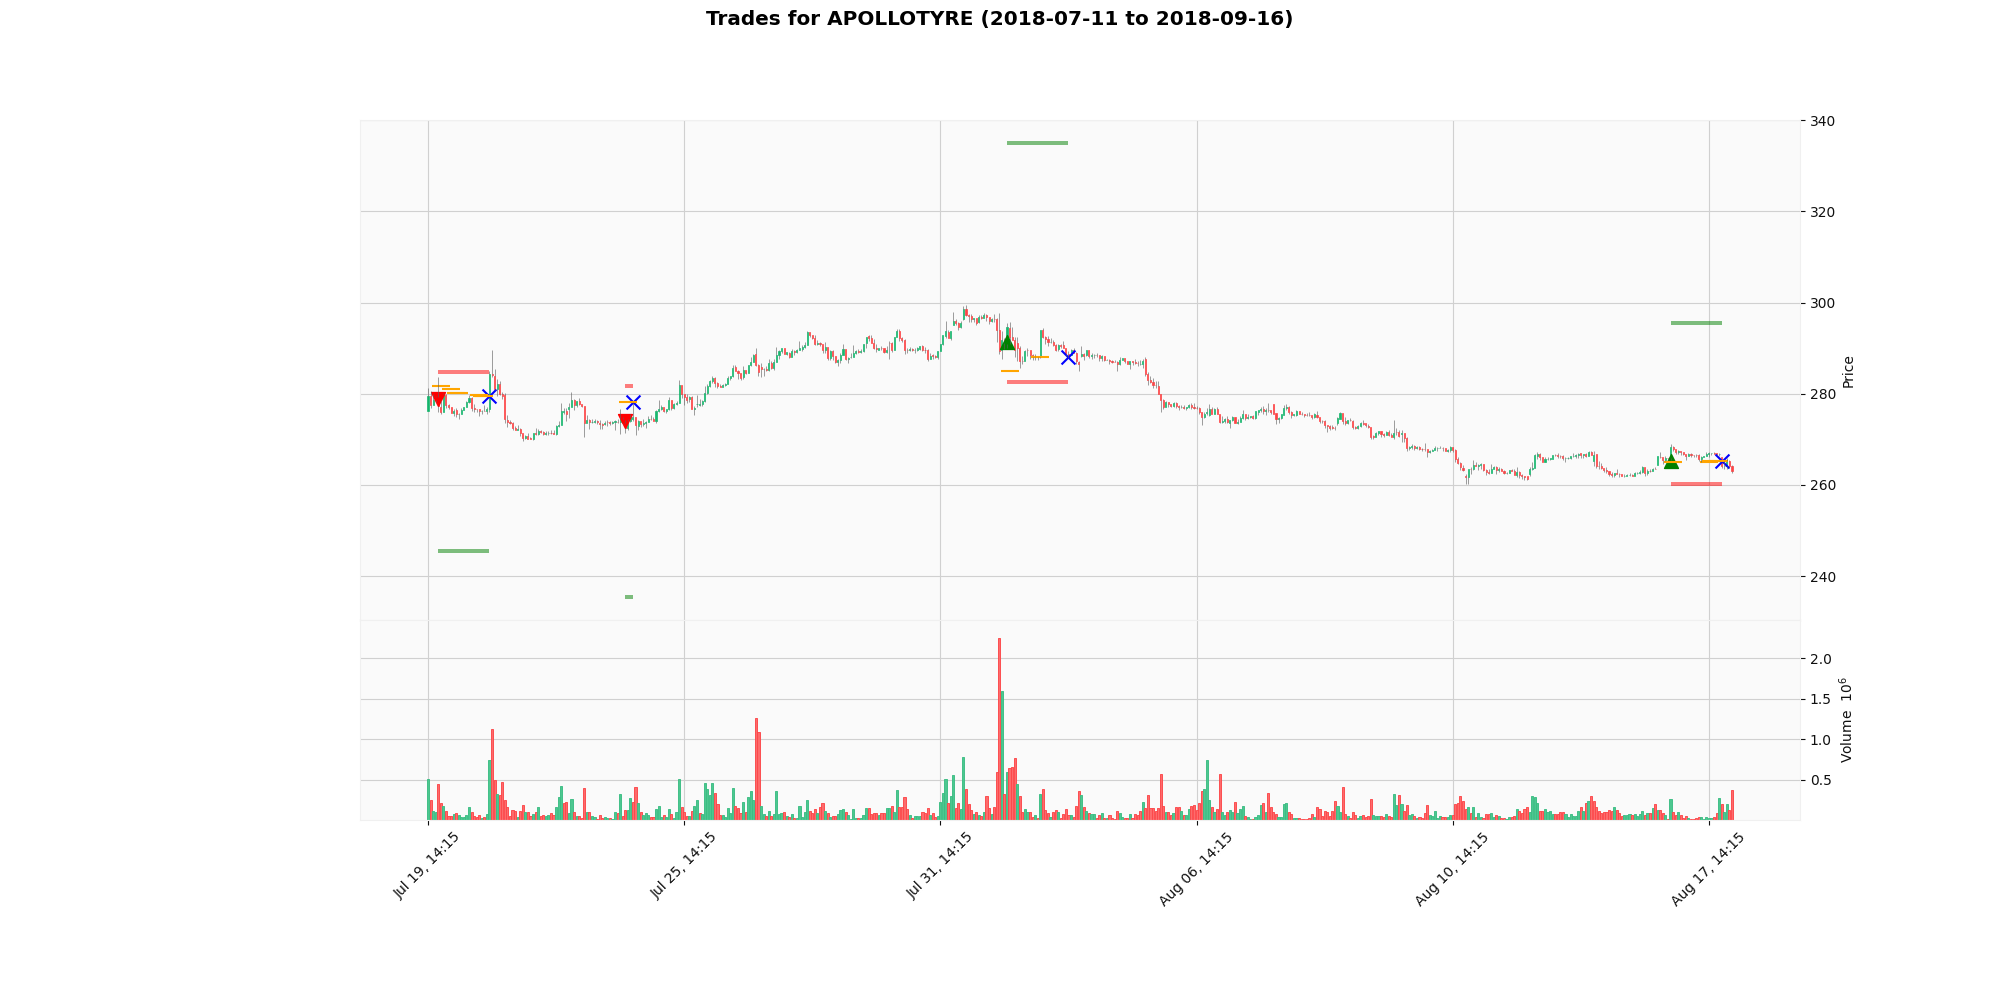 Trades for APOLLOTYRE (2018-07-11 to 2018-09-16)
340
320
300
280
260
240
Price
2.0
1.5
1.0
0.5
Volume 10^6
Jul 19, 14:15
Jul 25, 14:15
Jul 31, 14:15
Aug 06, 14:15
Aug 10, 14:15
Aug 17, 14:15